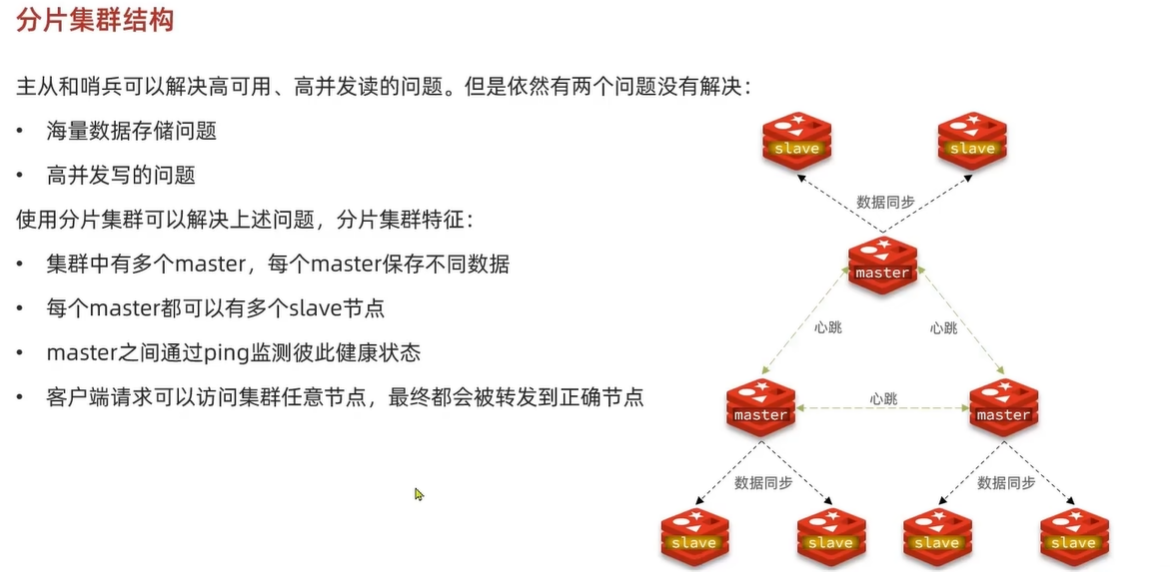 分片集群结构
主从和哨兵可以解决高可用、高并发读的问题。但是依然有两个问题没有解决：
• 海量数据存储问题
• 高并发写的问题
使用分片集群可以解决上述问题，分片集群特征：
• 集群中有多个master，每个master保存不同数据
• 每个master都可以有多个slave节点
• master之间通过ping监测彼此健康状态
• 客户端请求可以访问集群任意节点，最终都会被转发到正确节点
slave
slave
数据同步
master
心跳
心跳
master
心跳
master
数据同步
数据同步
slave
slave
slave
slave